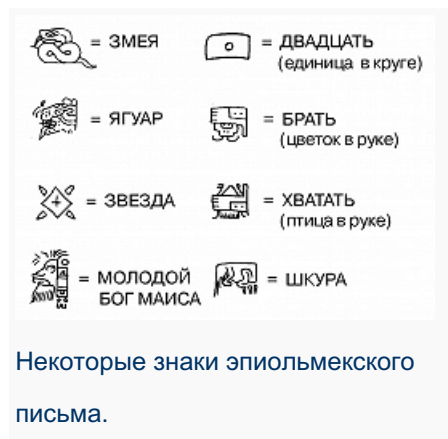 = ЗМЕЯ
= ДВАДЦАТЬ
(единица в круге)
= ЯГУАР
= БРАТЬ
(цветок в руке)
= ЗВЕЗДА
= ХВАТАТЬ
(птица в руке)
= МОЛОДОЙ
БОГ МАИСА
= ШКУРА
Некоторые знаки эпиольмекского
письма.